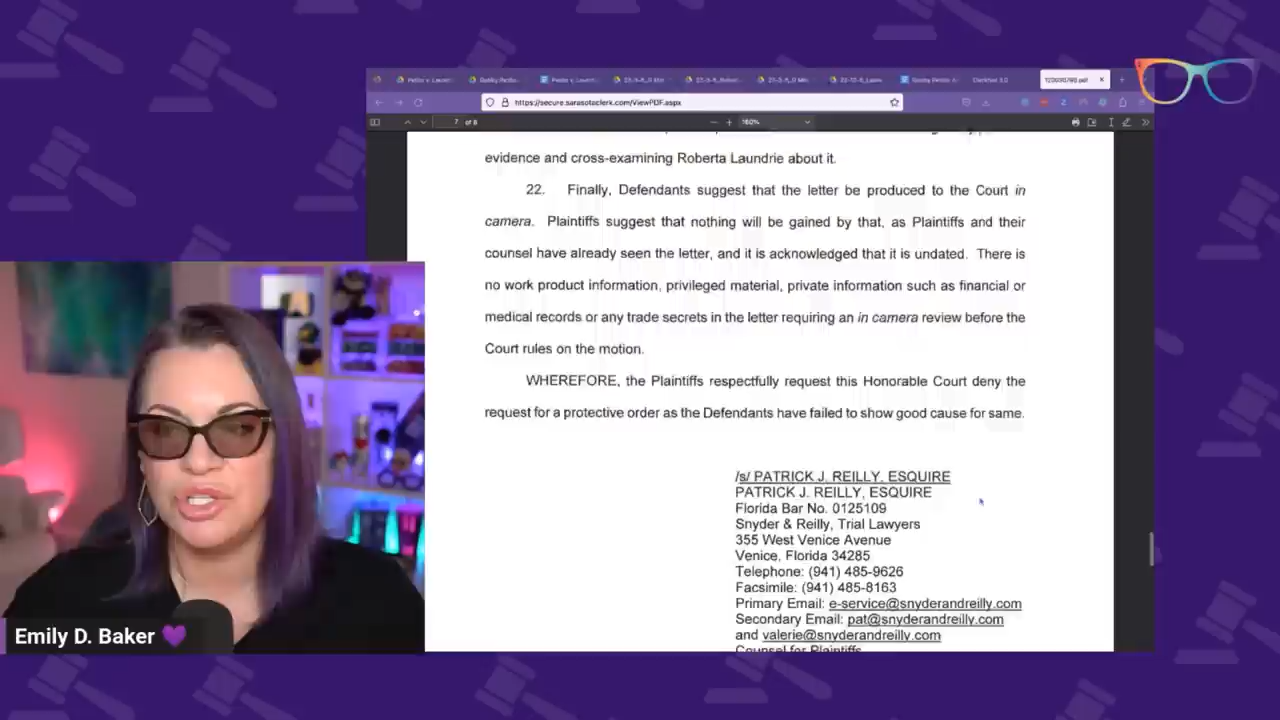 https://secure.sarasotaclerk.com/ViewPDF.aspx
7 of 8
160%
evidence and cross-examining Roberta Laundrie about it.
22. Finally, Defendants suggest that the letter be produced to the Court in
camera. Plaintiffs suggest that nothing will be gained by that, as Plaintiffs and their
counsel have already seen the letter, and it is acknowledged that it is undated. There is
no work product information, privileged material, private information such as financial or
medical records or any trade secrets in the letter requiring an in camera review before the
Court rules on the motion.
WHEREFORE, the Plaintiffs respectfully request this Honorable Court deny the
request for a protective order as the Defendants have failed to show good cause for same.
/s/ PATRICK J. REILLY, ESQUIRE
PATRICK J. REILLY, ESQUIRE
Florida Bar No. 0125109
Snyder & Reilly, Trial Lawyers
355 West Venice Avenue
Venice, Florida 34285
Telephone: (941) 485-9626
Facsimile: (941) 485-8163
Primary Email: e-service@snyderandreilly.com
Secondary Email: pat@snyderandreilly.com
and valerie@snyderandreilly.com
Counsel for Plaintiffs
Emily D. Baker 💜